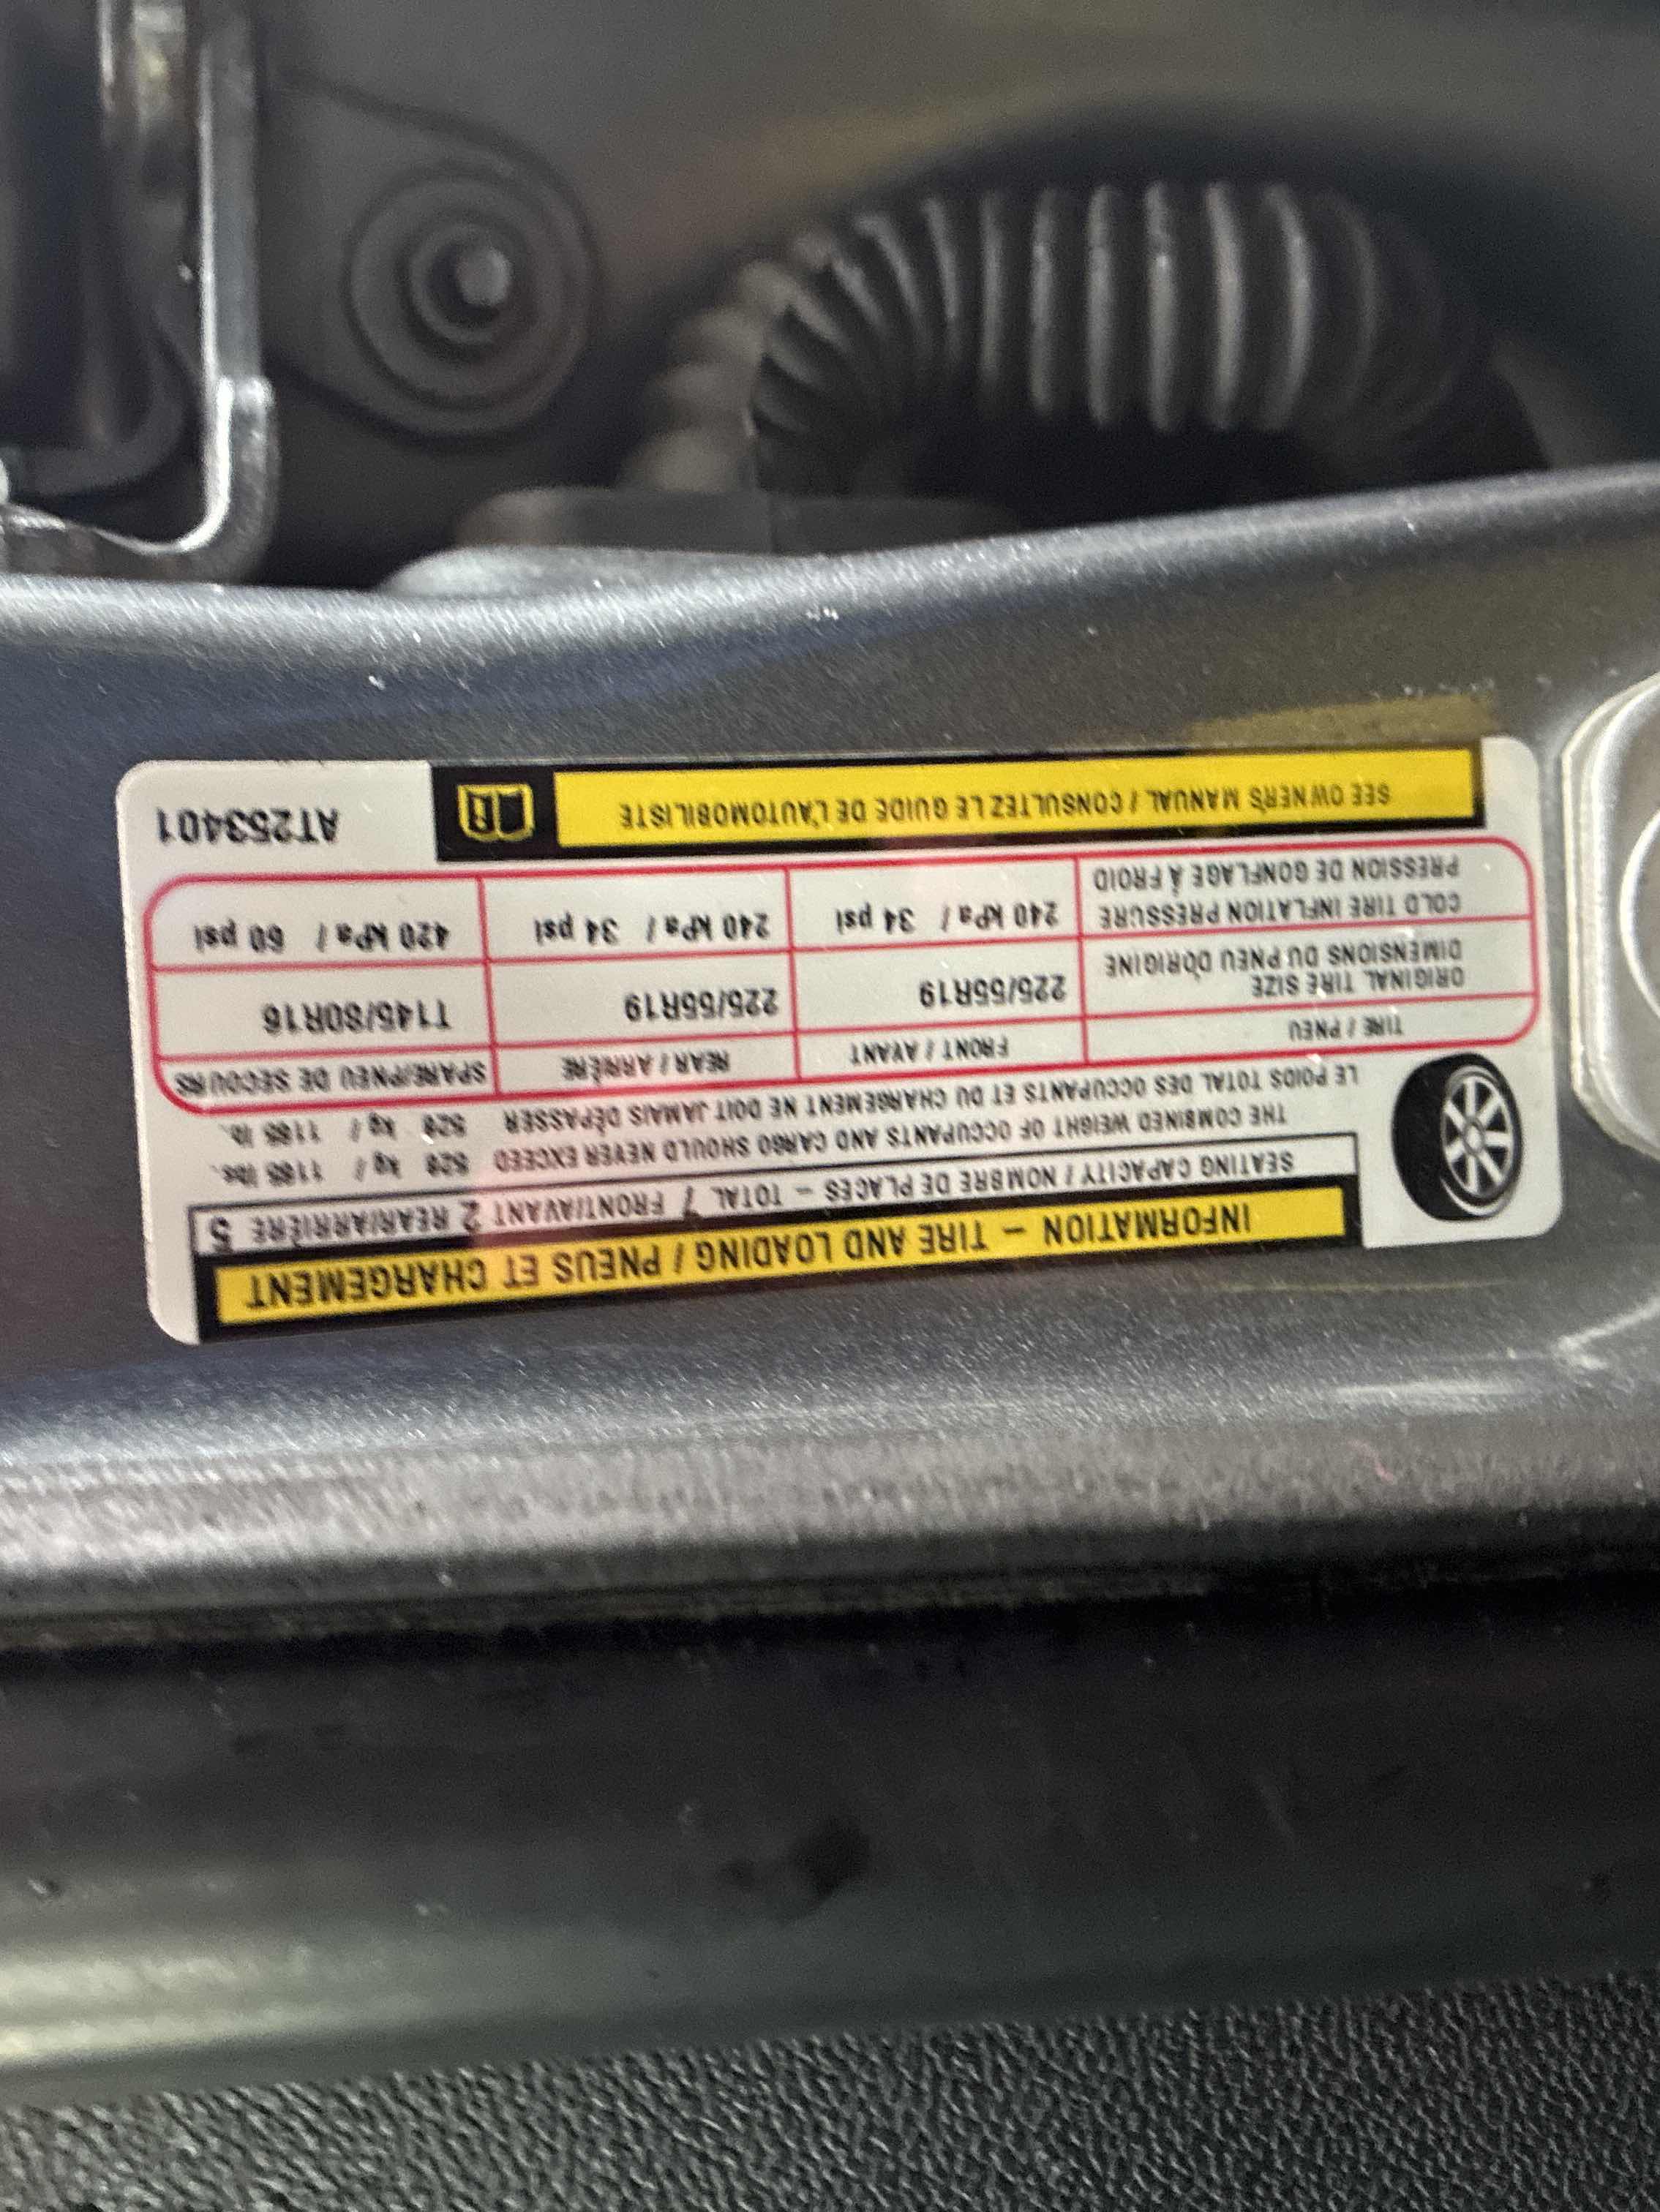 INFORMATION – TIRE AND LOADING / PNEUS ET CHARGEMENT
SEATING CAPACITY / NOMBRE DE PLACES – TOTAL 7 FRONT/AVANT 2 REAR/ARRIÈRE 5
THE COMBINED WEIGHT OF OCCUPANTS AND CARGO SHOULD NEVER EXCEED 528 kg / 1165 lbs.
LE POIDS TOTAL DES OCCUPANTS ET DU CHARGEMENT NE DOIT JAMAIS DÉPASSER 528 kg / 1165 lb.
TIRE / PNEU FRONT / AVANT REAR / ARRIÈRE SPARE/PNEU DE SECOURS
ORIGINAL TIRE SIZE
DIMENSIONS DU PNEU D'ORIGINE 225/55R19 225/55R19 T145/80R16
COLD TIRE INFLATION PRESSURE
PRESSION DE GONFLAGE À FROID 240 kPa / 34 psi 240 kPa / 34 psi 420 kPa / 60 psi
SEE OWNER'S MANUAL / CONSULTEZ LE GUIDE DE L'AUTOMOBILISTE
AT253401